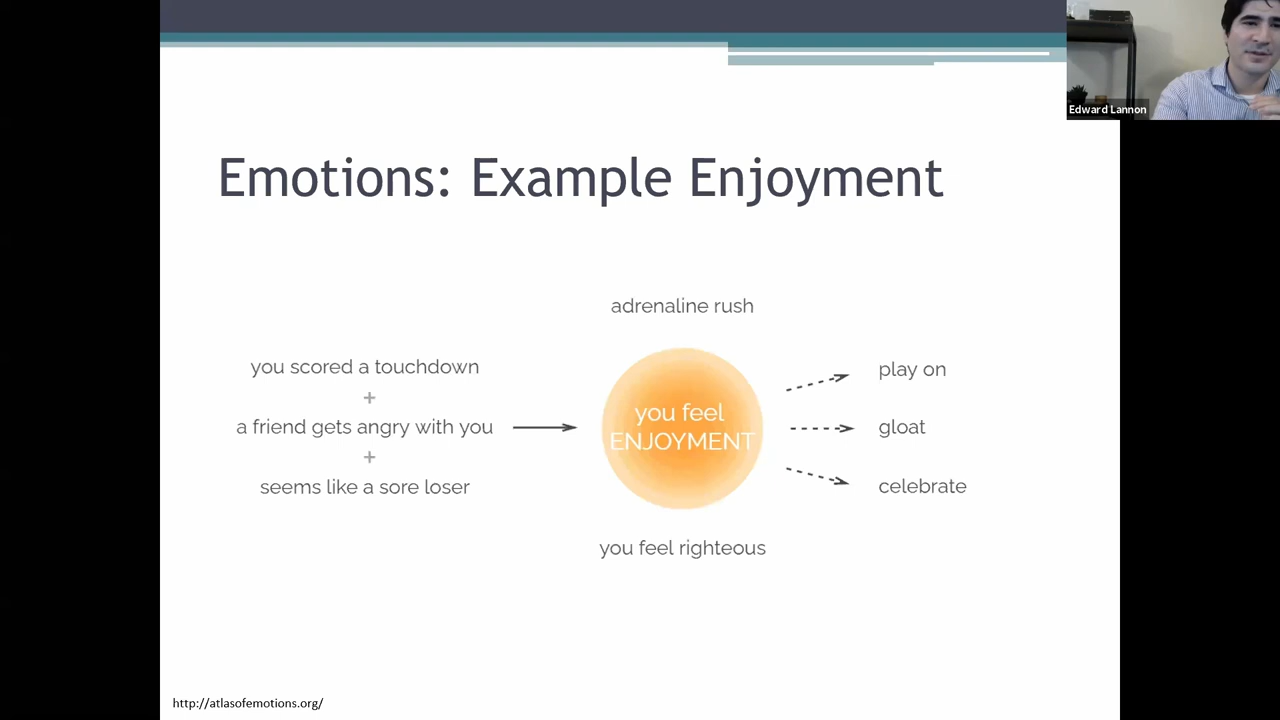 Edward Lannon
Emotions: Example Enjoyment
adrenaline rush
you scored a touchdown
+
a friend gets angry with you
+
seems like a sore loser
you feel
ENJOYMENT
you feel righteous
play on
gloat
celebrate
http://atlasofemotions.org/